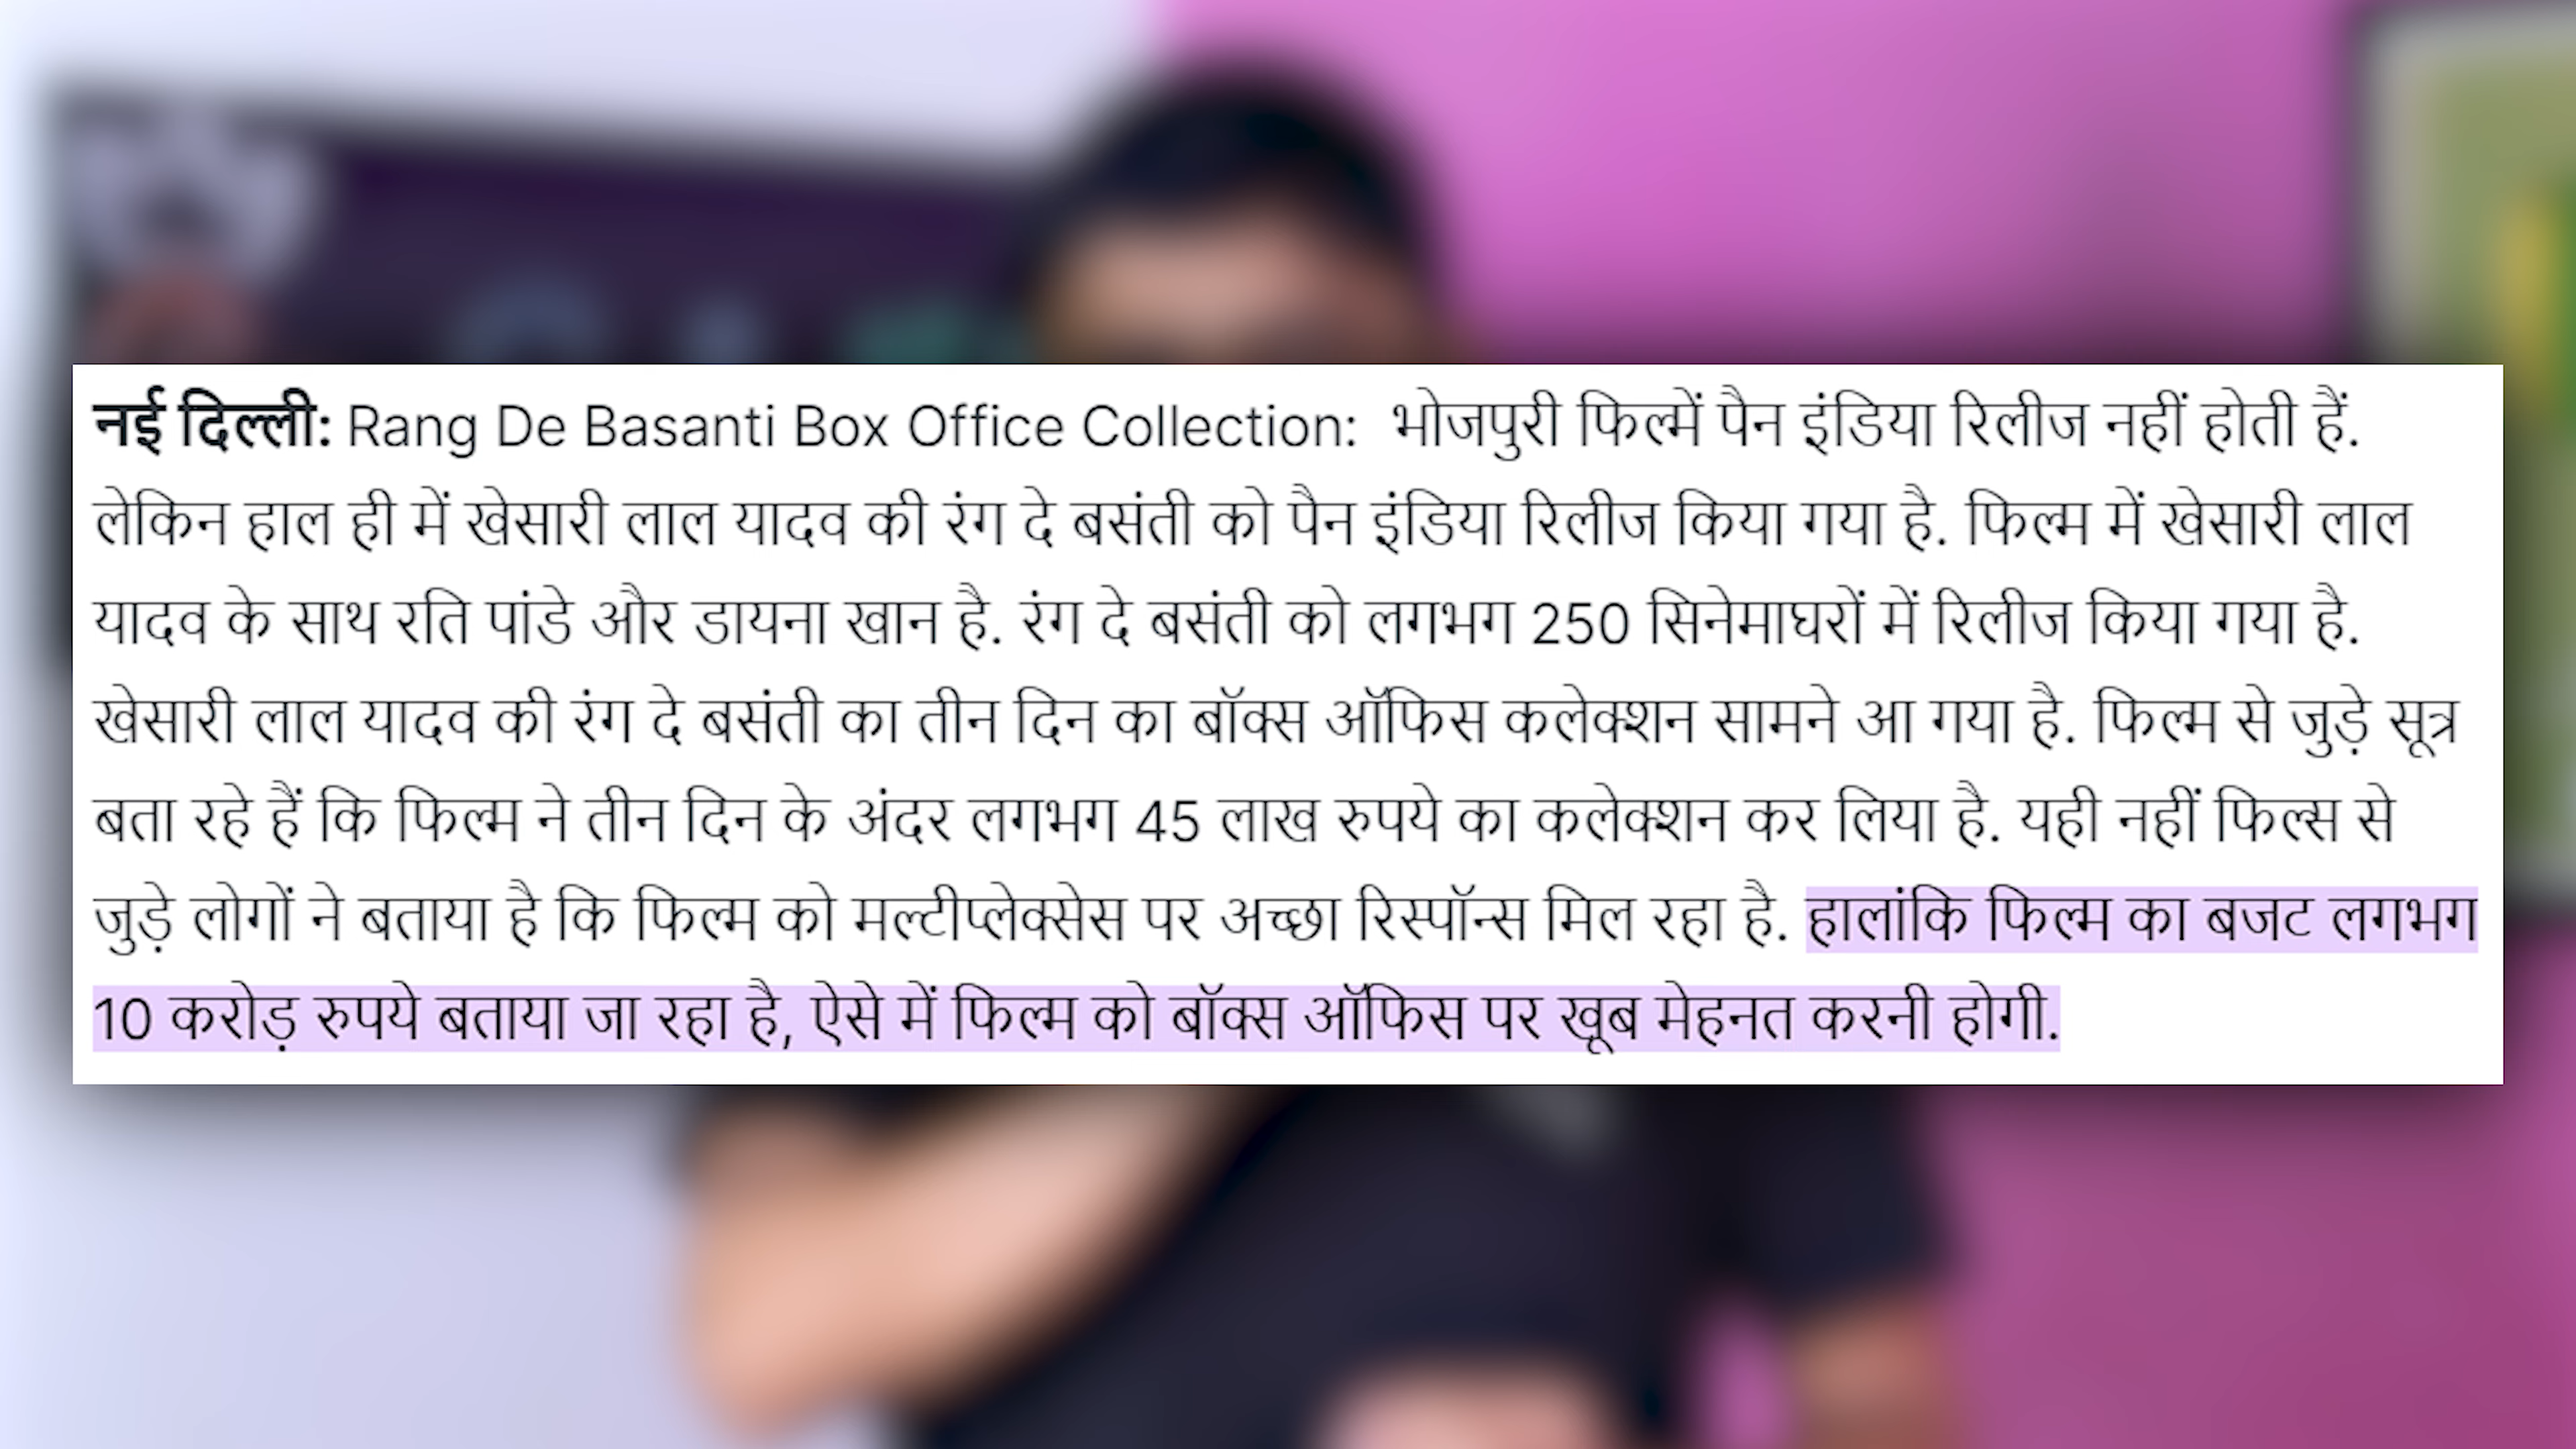 नई दिल्ली: Rang De Basanti Box Office Collection: भोजपुरी फिल्में पैन इंडिया रिलीज नहीं होती हैं.
लेकिन हाल ही में खेसारी लाल यादव की रंग दे बसंती को पैन इंडिया रिलीज किया गया है. फिल्म में खेसारी लाल
यादव के साथ रति पांडे और डायना खान है. रंग दे बसंती को लगभग 250 सिनेमाघरों में रिलीज किया गया है.
खेसारी लाल यादव की रंग दे बसंती का तीन दिन का बॉक्स ऑफिस कलेक्शन सामने आ गया है. फिल्म से जुड़े सूत्र
बता रहे हैं कि फिल्म ने तीन दिन के अंदर लगभग 45 लाख रुपये का कलेक्शन कर लिया है. यही नहीं फिल्स से
जुड़े लोगों ने बताया है कि फिल्म को मल्टीप्लेक्सेस पर अच्छा रिस्पॉन्स मिल रहा है. हालांकि फिल्म का बजट लगभग
10 करोड़ रुपये बताया जा रहा है, ऐसे में फिल्म को बॉक्स ऑफिस पर खूब मेहनत करनी होगी.